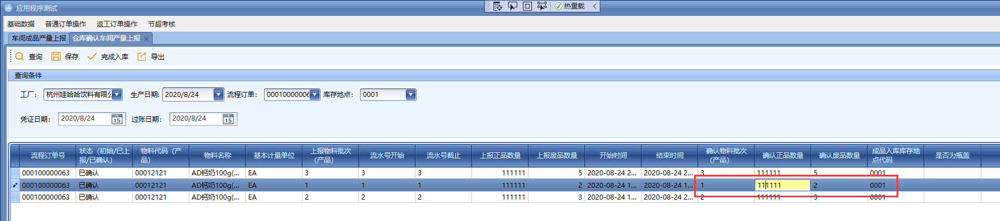 应用程序测试
热重载
基础数据 普通订单操作 返工订单操作 节超考核
车间成品产量上报 仓库确认车间产量上报
查询 保存 完成入库 导出
查询条件
工厂: 杭州娃哈哈饮料有限公 生产日期: 2020/8/24 流程订单: 00010000006 库存地点: 0001
凭证日期: 2020/8/24 15 过账日期: 2020/8/24 15
流程订单号 状态（初始/已上报/已确认） 物料代码（产品） 物料名称 基本计量单位 上报物料批次（产品） 流水号开始 流水号截止 上报正品数量 上报废品数量 开始时间 结束时间 确认物料批次（产品） 确认正品数量 确认废品数量 成品入库库存地点代码 是否为瓶盖
000100000063 已确认 00012121 AD钙奶100g(... EA 3 3 3 111111 5 2020-08-24 2... 2020-08-24 2... 3 111111 5 0001
000100000063 已确认 00012121 AD钙奶100g(... EA 1 1 1 111111 2 2020-08-24 1... 2020-08-24 1... 1 111111 2 0001
000100000063 已确认 00012121 AD钙奶100g(... EA 2 2 2 111111 3 2020-08-24 1... 2020-08-24 2... 2 111111 3 0001